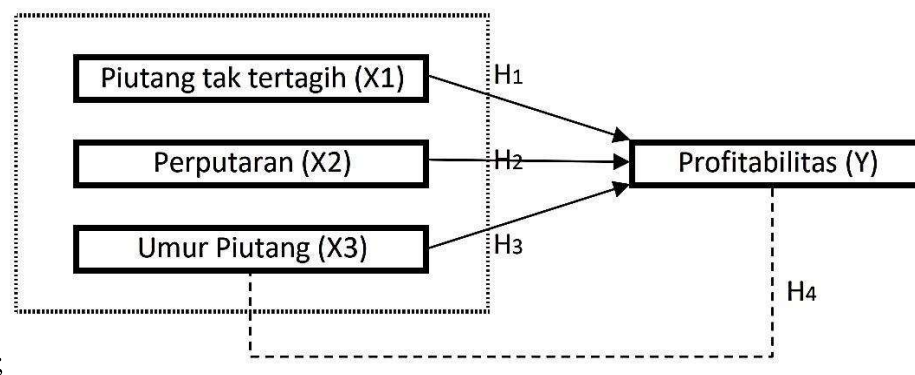 Piutang tak tertagih (X1)
H1
Perputaran (X2)
H2
Profitabilitas (Y)
Umur Piutang (X3)
H3
H4
;